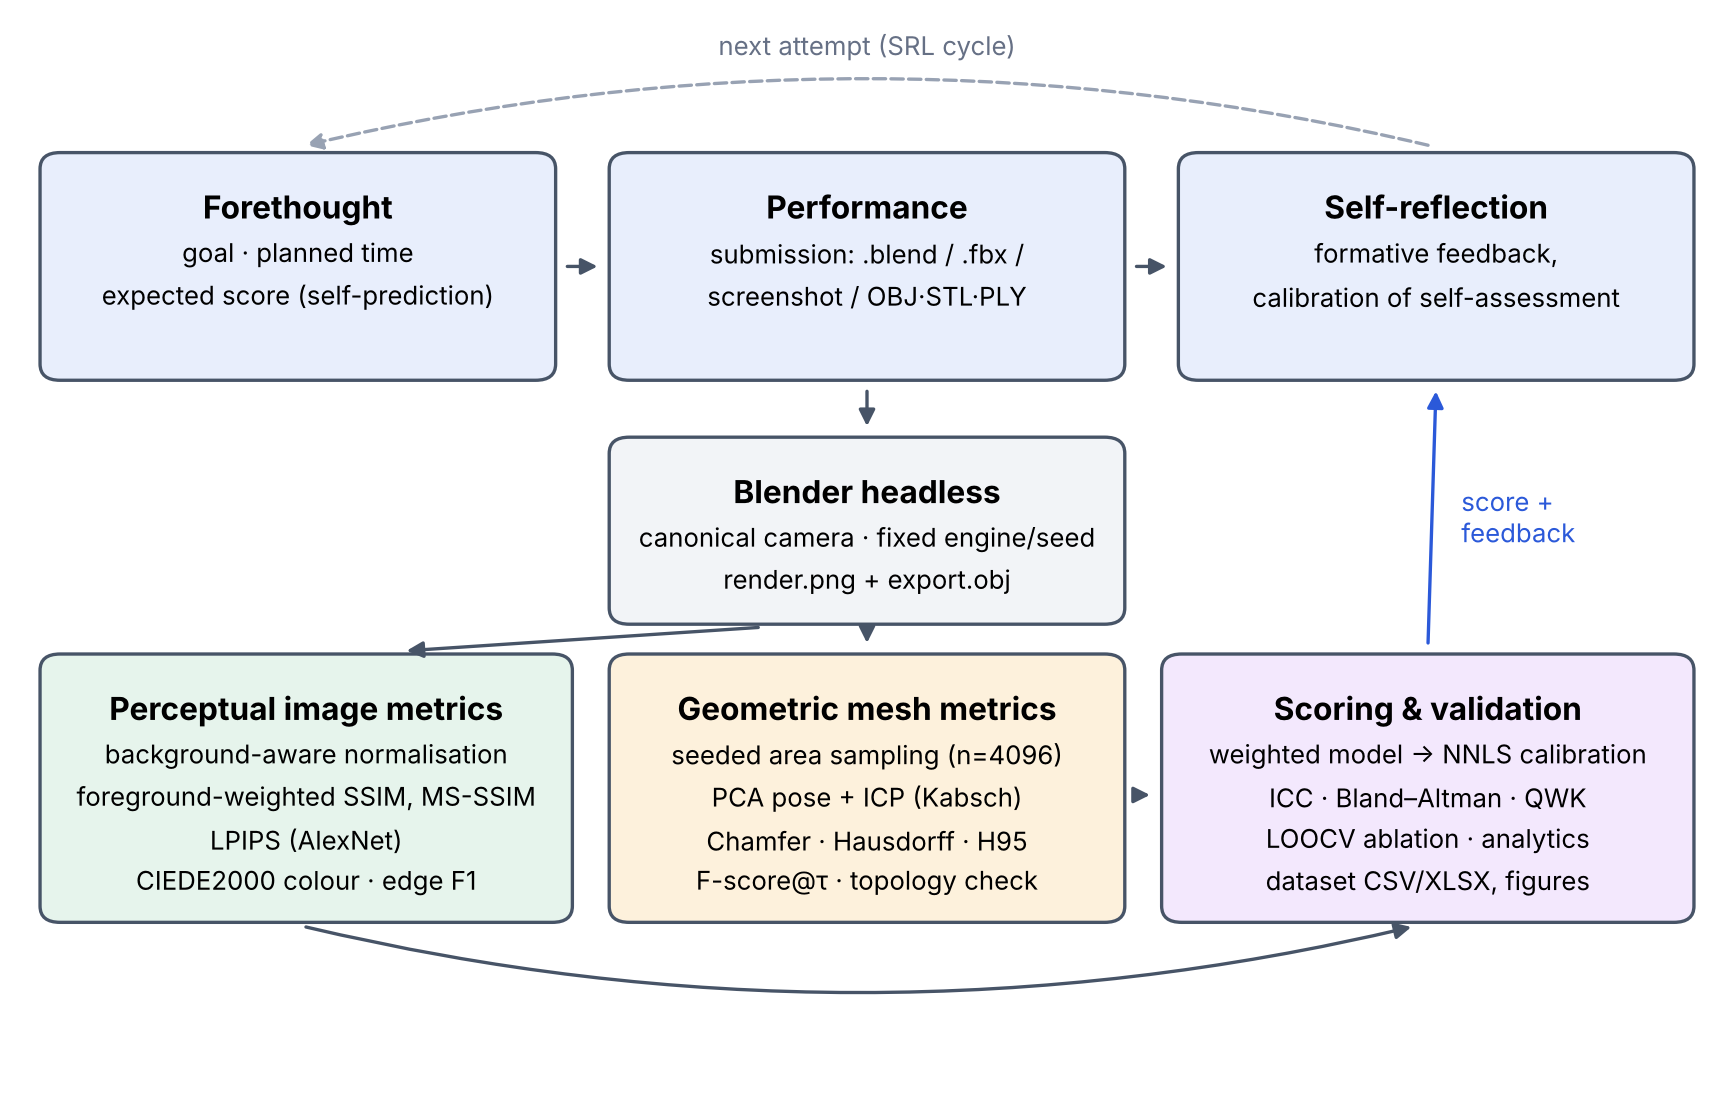 next attempt (SRL cycle)
Forethought
goal · planned time
expected score (self-prediction)
Performance
submission: .blend / .fbx /
screenshot / OBJ·STL·PLY
Self-reflection
formative feedback,
calibration of self-assessment
Blender headless
canonical camera · fixed engine/seed
render.png + export.obj
score +
feedback
Perceptual image metrics
background-aware normalisation
foreground-weighted SSIM, MS-SSIM
LPIPS (AlexNet)
CIEDE2000 colour · edge F1
Geometric mesh metrics
seeded area sampling (n=4096)
PCA pose + ICP (Kabsch)
Chamfer · Hausdorff · H95
F-score@τ · topology check
Scoring & validation
weighted model → NNLS calibration
ICC · Bland–Altman · QWK
LOOCV ablation · analytics
dataset CSV/XLSX, figures